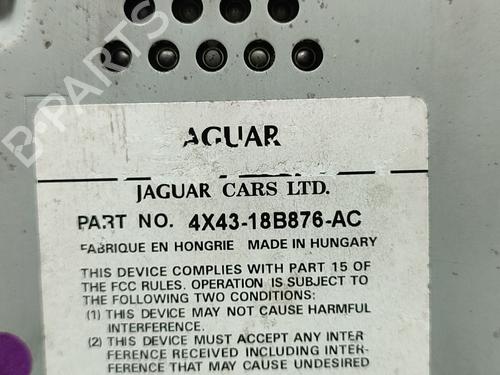 B-PARTS
AGUAR
JAGUAR CARS LTD.
PART NO. 4X43-18B876-AC
FABRIQUE EN HONGRIE MADE IN HUNGARY
THIS DEVICE COMPLIES WITH PART 15 OF
THE FCC RULES. OPERATION IS SUBJECT TO
THE FOLLOWING TWO CONDITIONS:
(1) THIS DEVICE MAY NOT CAUSE HARMFUL
INTERFERENCE.
(2) THIS DEVICE MUST ACCEPT ANY INTER
FERENCE RECEIVED INCLUDING INTER-
FERENCE THAT MAY CAUSE UNDESIRED